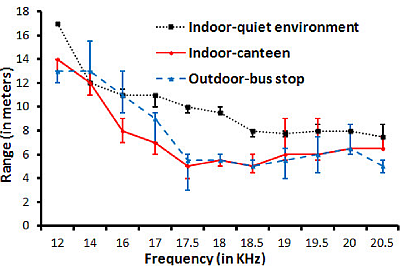 18
16
14
12
10
8
6
4
2
0
Range (in meters)
Indoor-quiet environment
Indoor-canteen
Outdoor-bus stop
12 14 16 17 17.5 18 18.5 19 19.5 20 20.5
Frequency (in KHz)